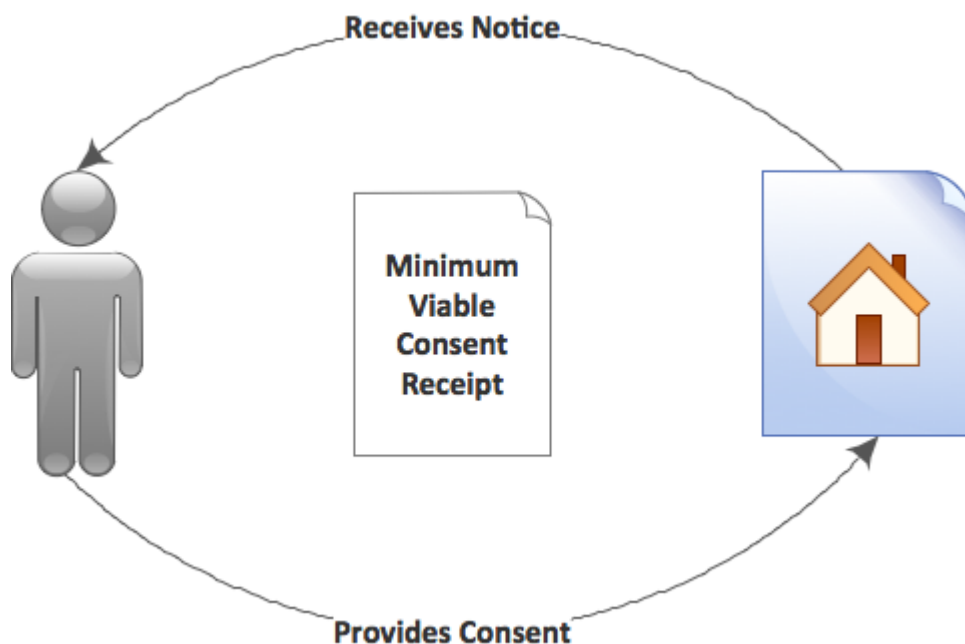 Receives Notice
Minimum
Viable
Consent
Receipt
Provides Consent